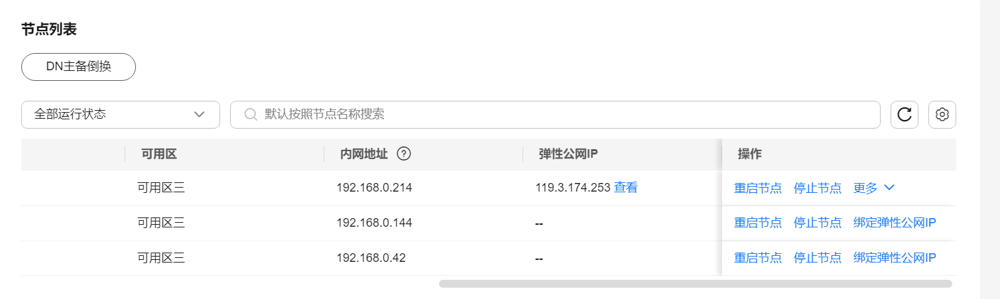 节点列表
DN主备倒换
全部运行状态 默认按照节点名称搜索
可用区 内网地址 ? 弹性公网IP 操作
可用区三 192.168.0.214 119.3.174.253 查看 重启节点 停止节点 更多
可用区三 192.168.0.144 -- 重启节点 停止节点 绑定弹性公网IP
可用区三 192.168.0.42 -- 重启节点 停止节点 绑定弹性公网IP